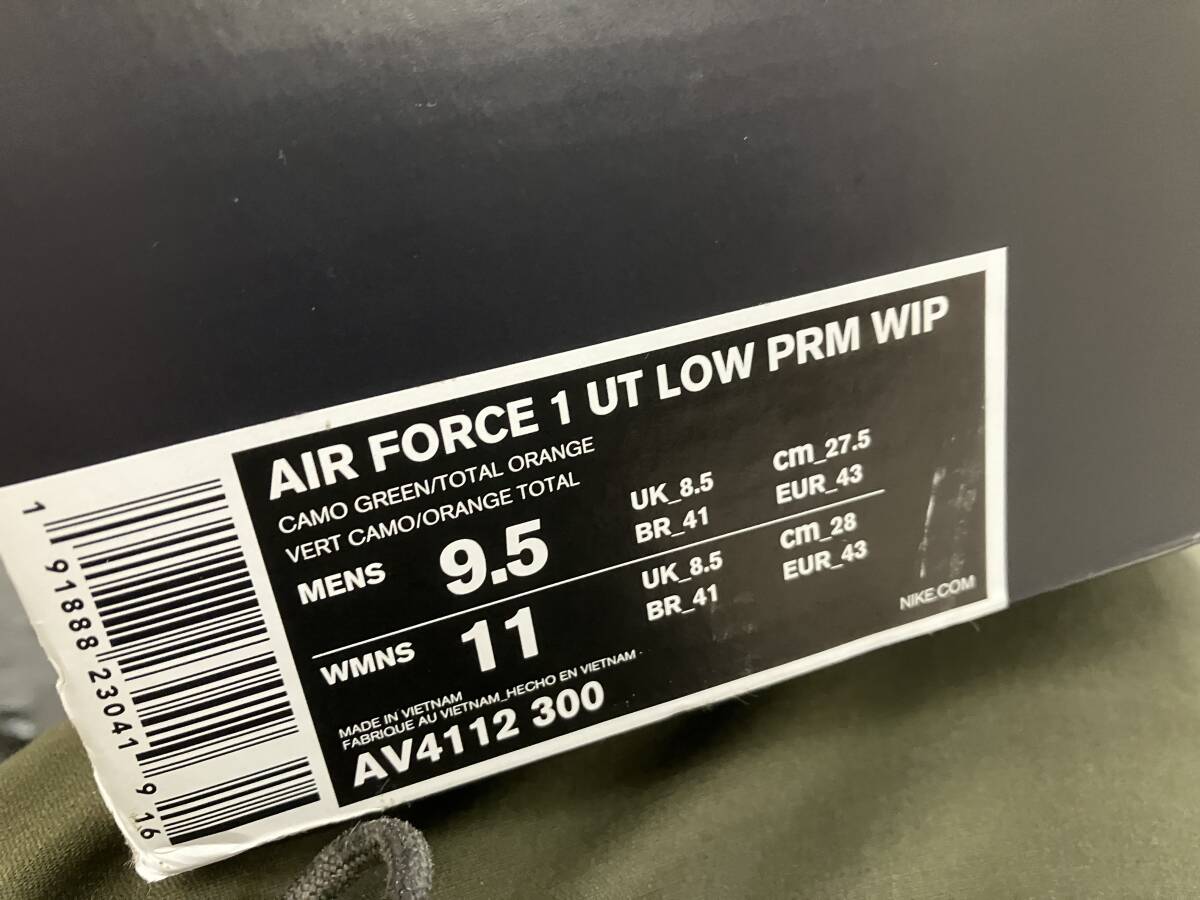 AIR FORCE 1 UT LOW PRM WIP
CAMO GREEN/TOTAL ORANGE
VERT CAMO/ORANGE TOTAL
MENS 9.5 UK_8.5 cm_27.5
BR_41 EUR_43
WMNS 11 UK_8.5 cm_28
BR_41 EUR_43
MADE IN VIETNAM
FABRIQUE AU VIETNAM_HECHO EN VIETNAM
AV4112 300
NIKE.COM
1 91888 23041 9 16